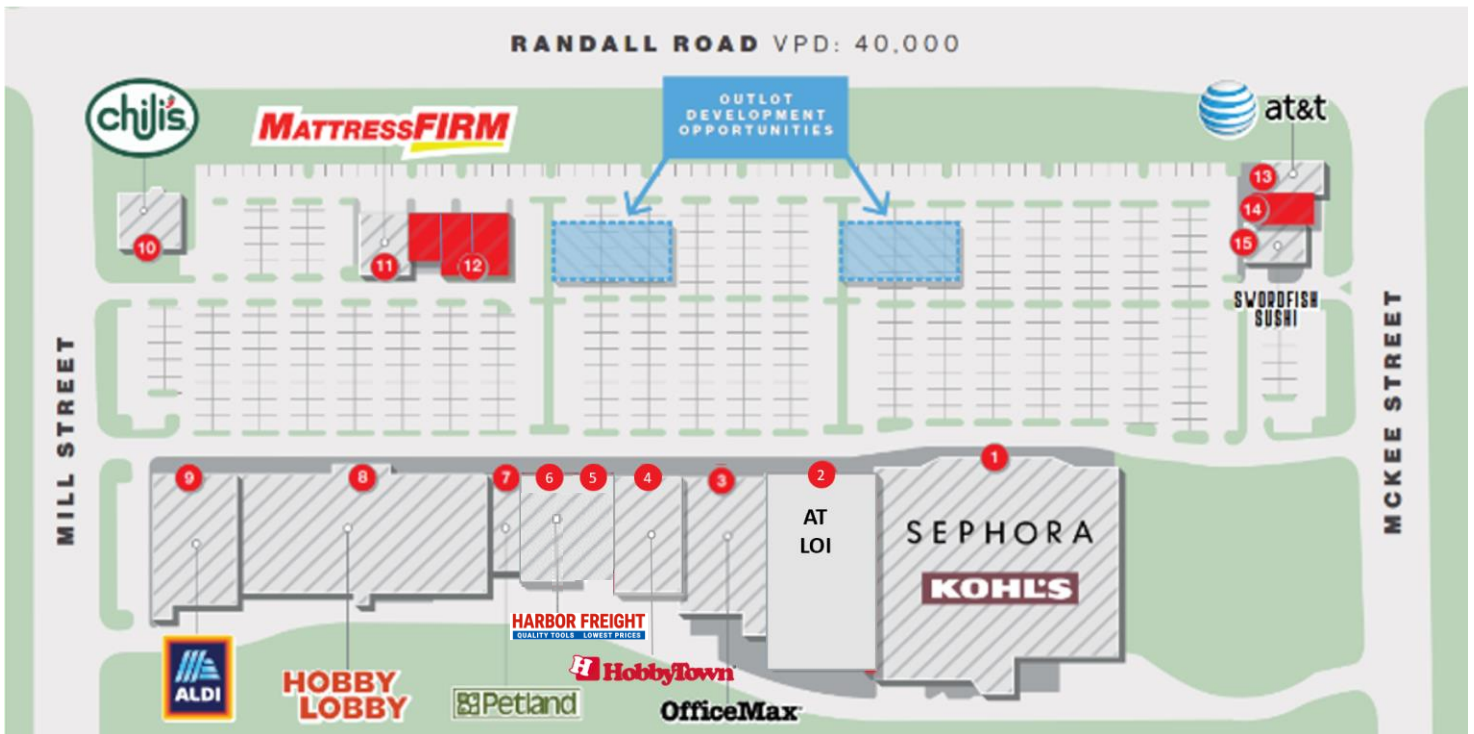 RANDALL ROAD VPD: 40,000
chili's
MATTRESSFIRM
OUTLOT
DEVELOPMENT
OPPORTUNITIES
at&t
13
14
15
10
11
12
SWORDFISH
SUSHI
MILL STREET
MCKEE STREET
9
8
7
6
5
4
3
2
1
AT
LOI
SEPHORA
KOHL'S
HARBOR FREIGHT
QUALITY TOOLS LOWEST PRICES
ALDI
HOBBY
LOBBY
Petland
H HobbyTown
OfficeMax